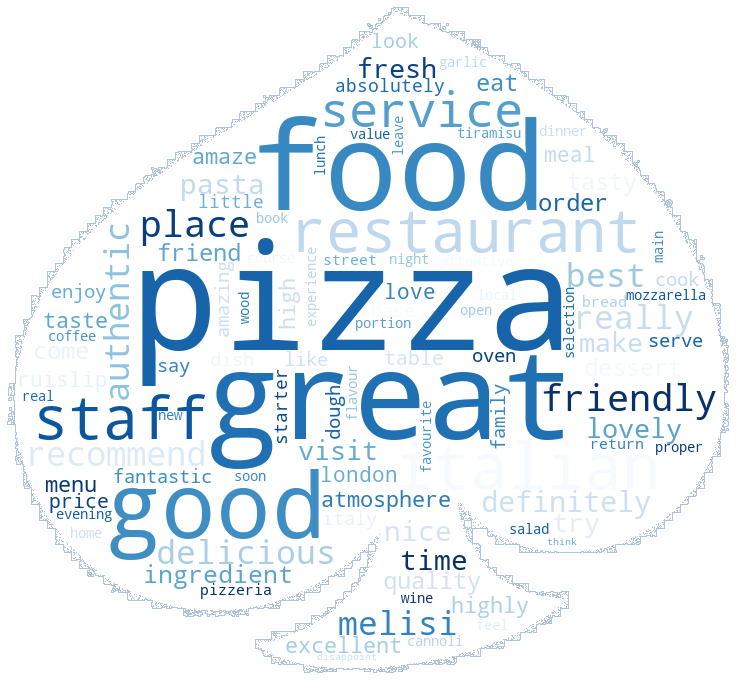 look
garlic
fresh
absolutely
eat
service
value
leave
tiramisu
dinner
lunch
food
amaze
meal
pasta
tasty
little
order
book
place
restaurant
authentic
friend
street
night
attentive
main
course
amazing
experience
high
best
cook
enjoy
wood
love
local
bread
mozzarella
pizza
open
selection
really
taste
portion
coffee
make
serve
come
say
dish
like
table
oven
dessert
ruislip
starter
dough
flavour
great
real
new
staff
favourite
family
friendly
lovely
recommend
visit
return
proper
fantastic
soon
london
italian
menu
price
good
atmosphere
definitely
evening
italy
try
home
delicious
nice
salad
think
ingredient
time
pizzeria
quality
wine
highly
melisi
feel
excellent
cannoli
disappoint